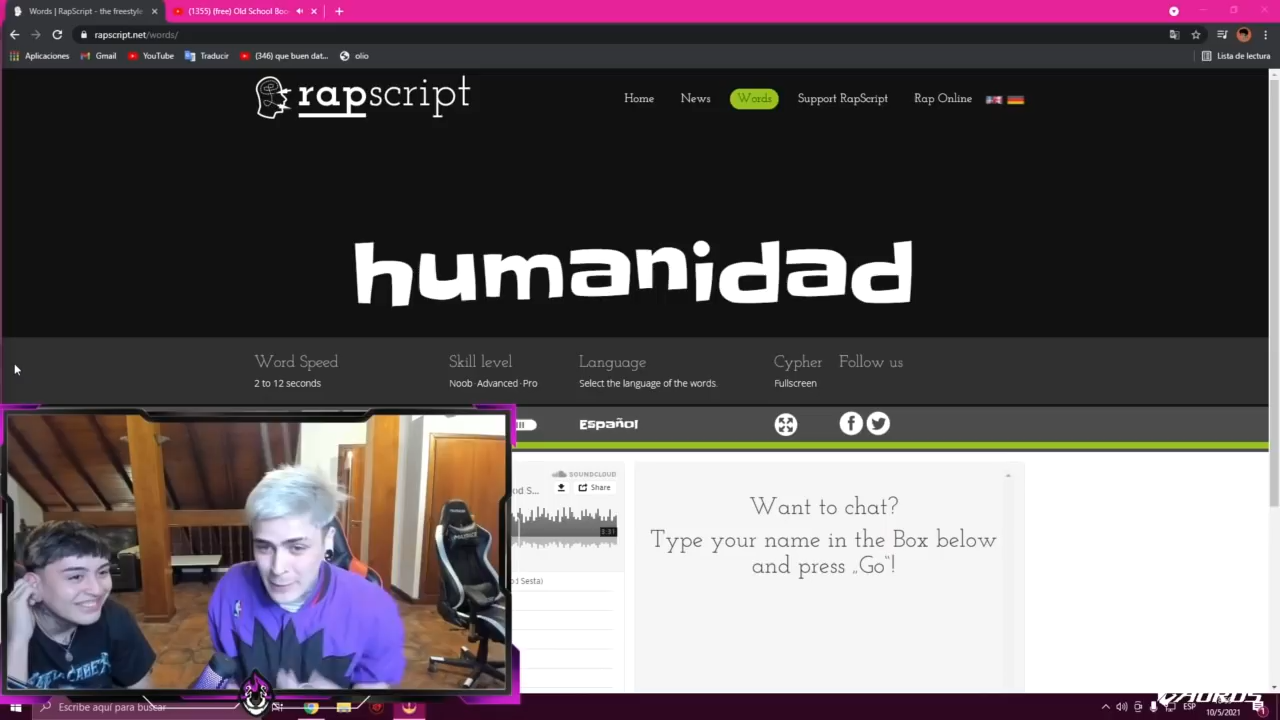 Words | RapScript - the freestyle
(1355) (free) Old School Boo
rapscript.net/words/
Aplicaciones
Gmail
YouTube
Traducir
(346) que buen dat...
olio
Lista de lectura
rapscript
Home
News
Words
Support RapScript
Rap Online
humanidad
Word Speed
Skill level
Language
Cypher
Follow us
2 to 12 seconds
Noob · Advanced · Pro
Select the language of the words.
Fullscreen
Español
SOUNDCLOUD
Share
3:31
od Sesta)
Want to chat?
Type your name in the Box below
and press „Go“!
Escribe aquí para buscar
ESP
10/5/2021